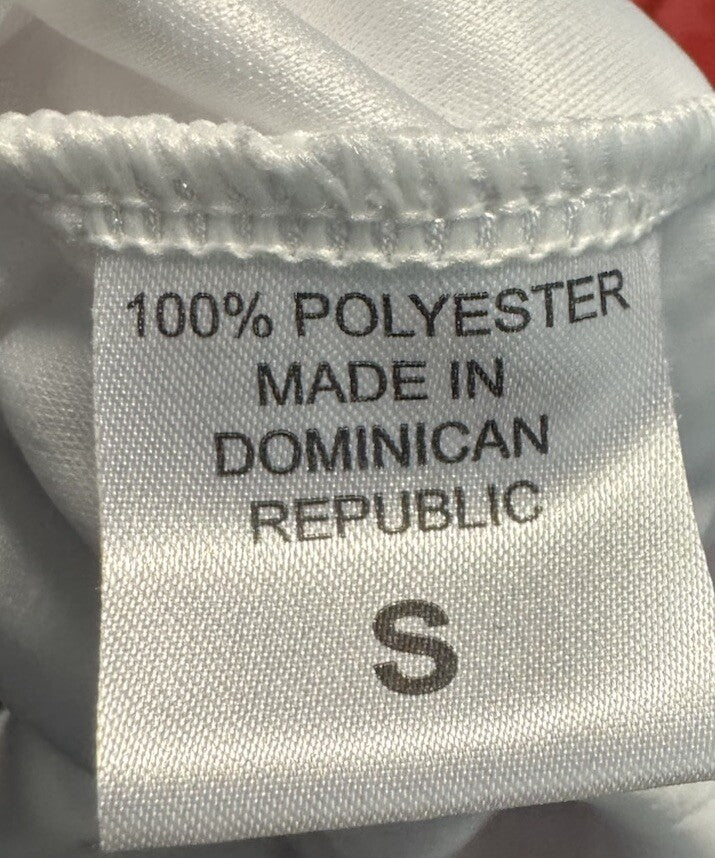 100% POLYESTER
MADE IN
DOMINICAN
REPUBLIC
S